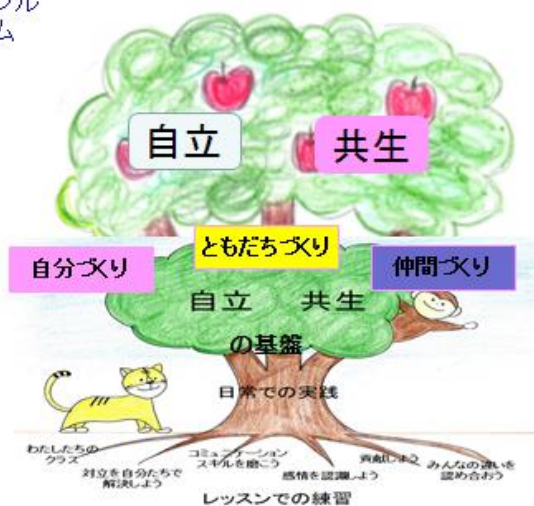 ル
ム
自立
共生
自分づくり
ともだちづくり
仲間づくり
自立 共生
の基盤
日常での実践
わたしたちの
クラス
対立を自分たちで
解決しよう
コミュニケーション
スキルを磨こう
感情を認識しよう
貢献しよう
みんなの違いを
認め合おう
レッスンでの練習